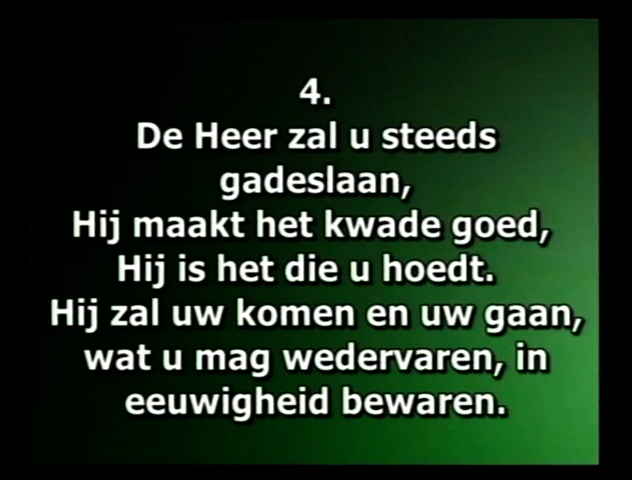 4.
De Heer zal u steeds
gadeslaan,
Hij maakt het kwade goed,
Hij is het die u hoedt.
Hij zal uw komen en uw gaan,
wat u mag wedervaren, in
eeuwigheid bewaren.